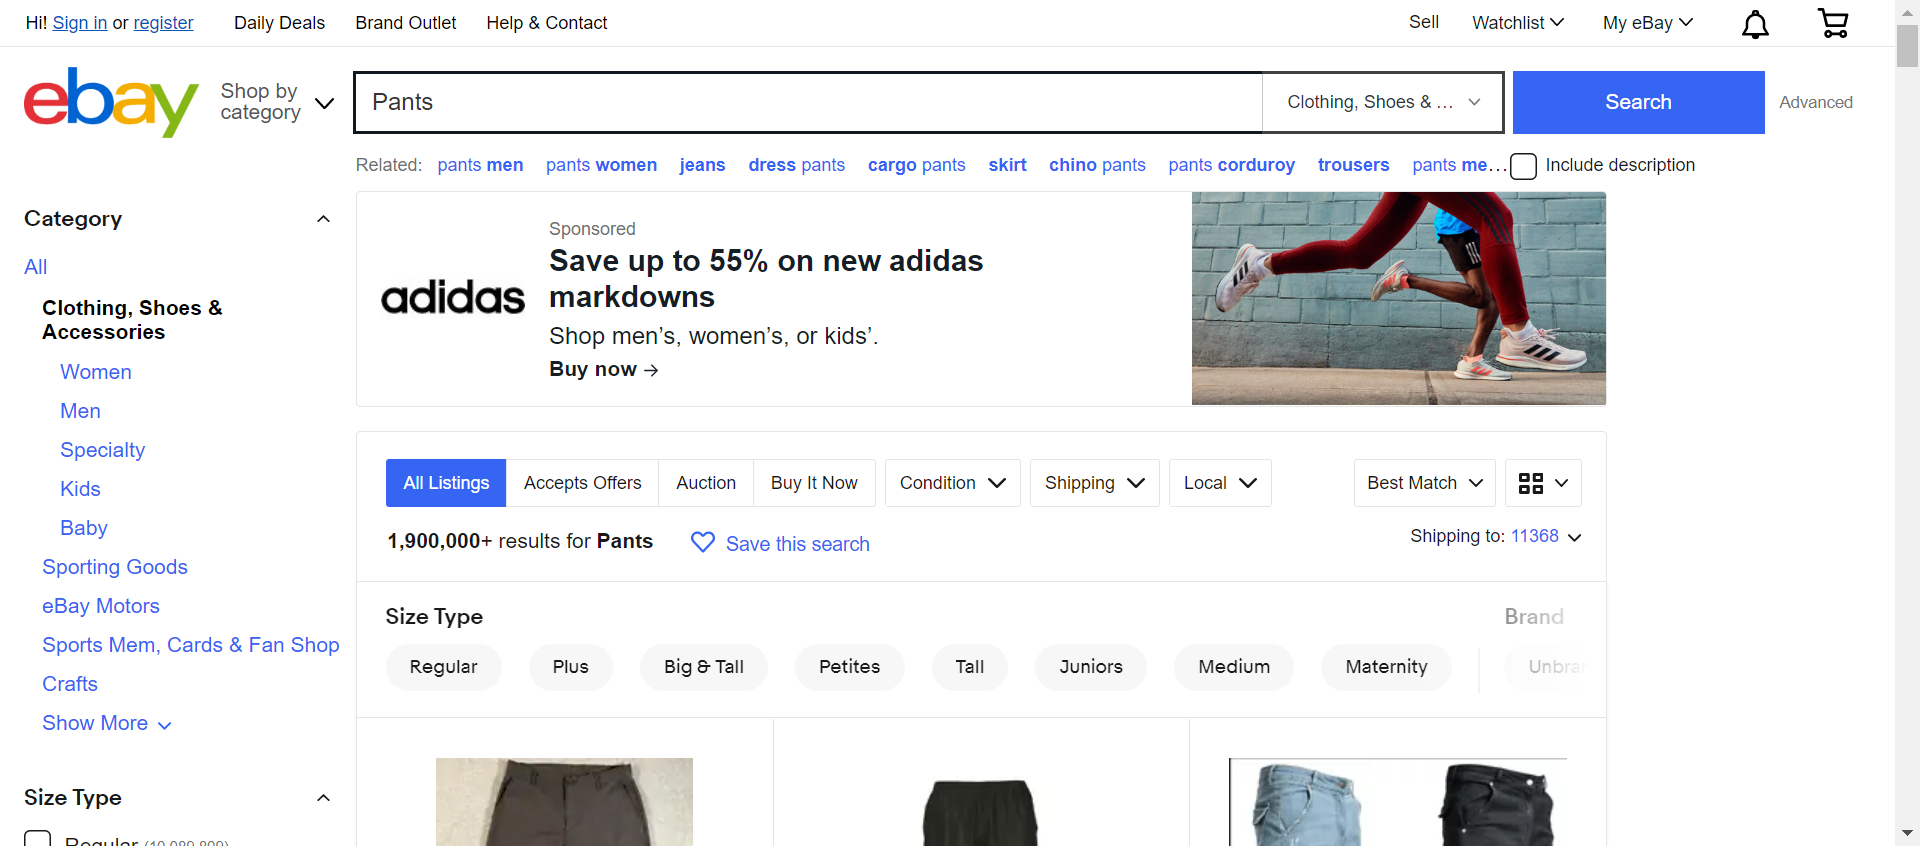 Hi! Sign in or register Daily Deals Brand Outlet Help & Contact Sell Watchlist My eBay
ebay
Shop by category
Pants
Clothing, Shoes & ...
Search
Advanced
Related: pants men pants women jeans dress pants cargo pants skirt chino pants pants corduroy trousers pants me...
Include description
Category
All
Clothing, Shoes &
Accessories
Women
Men
Specialty
Kids
Baby
Sporting Goods
eBay Motors
Sports Mem, Cards & Fan Shop
Crafts
Show More
Size Type
Regular (10,089,809)
adidas
Sponsored
Save up to 55% on new adidas
markdowns
Shop men’s, women’s, or kids’.
Buy now →
All Listings Accepts Offers Auction Buy It Now Condition Shipping Local Best Match
1,900,000+ results for Pants Save this search
Shipping to: 11368
Size Type Brand
Regular Plus Big & Tall Petites Tall Juniors Medium Maternity